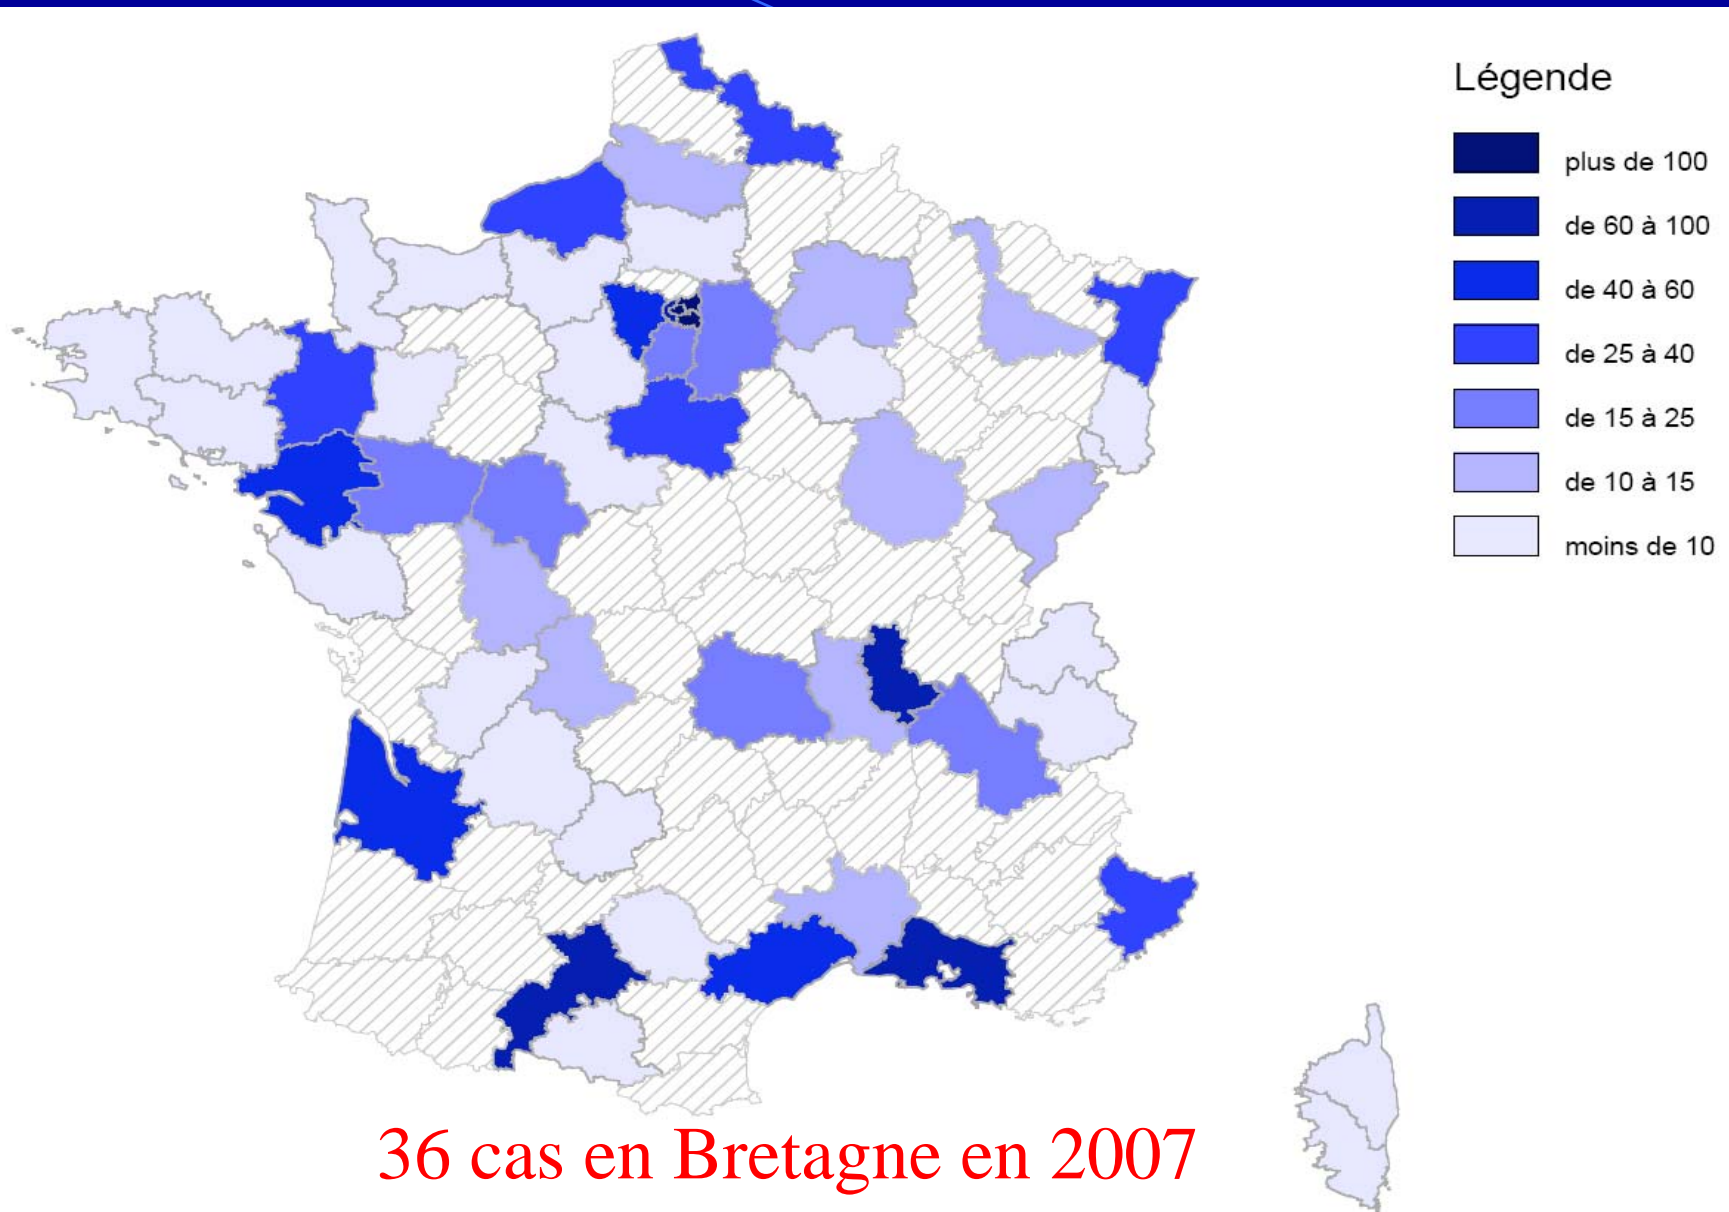 Légende
plus de 100
de 60 à 100
de 40 à 60
de 25 à 40
de 15 à 25
de 10 à 15
moins de 10
36 cas en Bretagne en 2007